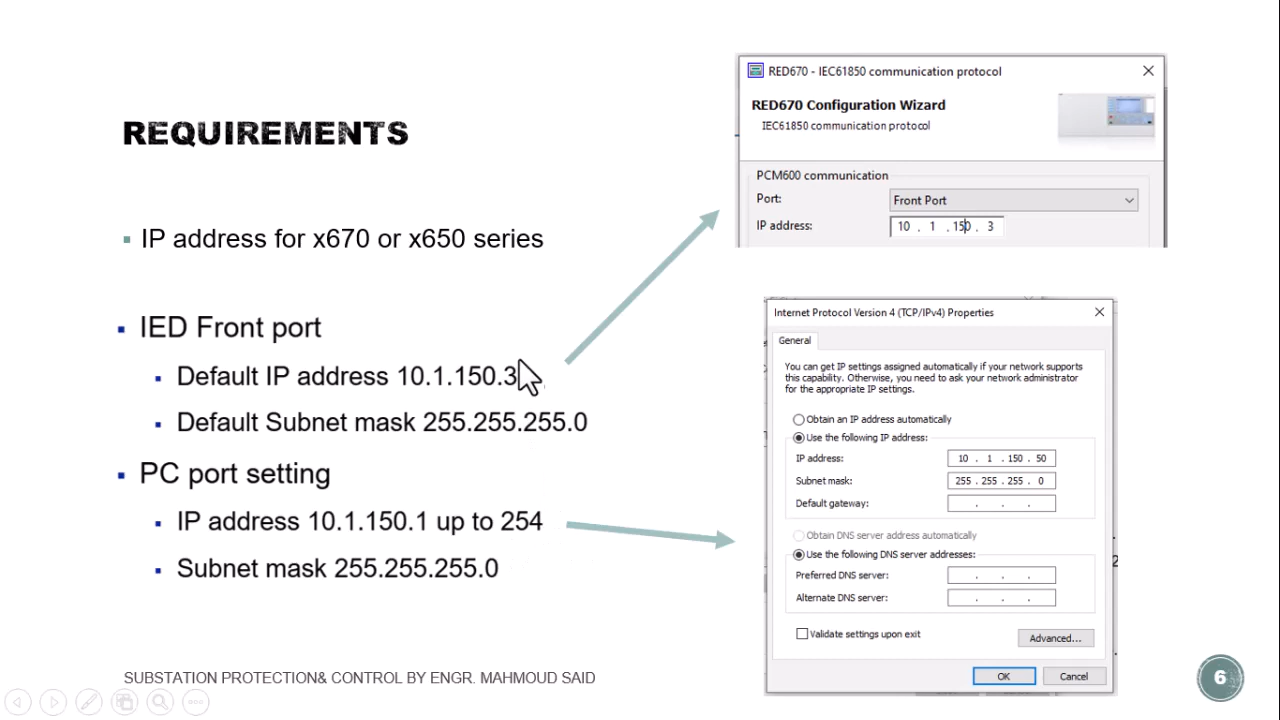 REQUIREMENTS
IP address for x670 or x650 series
IED Front port
Default IP address 10.1.150.3
Default Subnet mask 255.255.255.0
PC port setting
IP address 10.1.150.1 up to 254
Subnet mask 255.255.255.0
SUBSTATION PROTECTION& CONTROL BY ENGR. MAHMOUD SAID
RED670 - IEC61850 communication protocol
RED670 Configuration Wizard
IEC61850 communication protocol
PCM600 communication
Port: Front Port
IP address: 10 . 1 . 150 . 3
Internet Protocol Version 4 (TCP/IPv4) Properties
General
You can get IP settings assigned automatically if your network supports
this capability. Otherwise, you need to ask your network administrator
for the appropriate IP settings.
Obtain an IP address automatically
Use the following IP address:
IP address: 10 . 1 . 150 . 50
Subnet mask: 255 . 255 . 255 . 0
Default gateway: . . .
Obtain DNS server address automatically
Use the following DNS server addresses:
Preferred DNS server: . . .
Alternate DNS server: . . .
Validate settings upon exit
Advanced...
OK Cancel
6